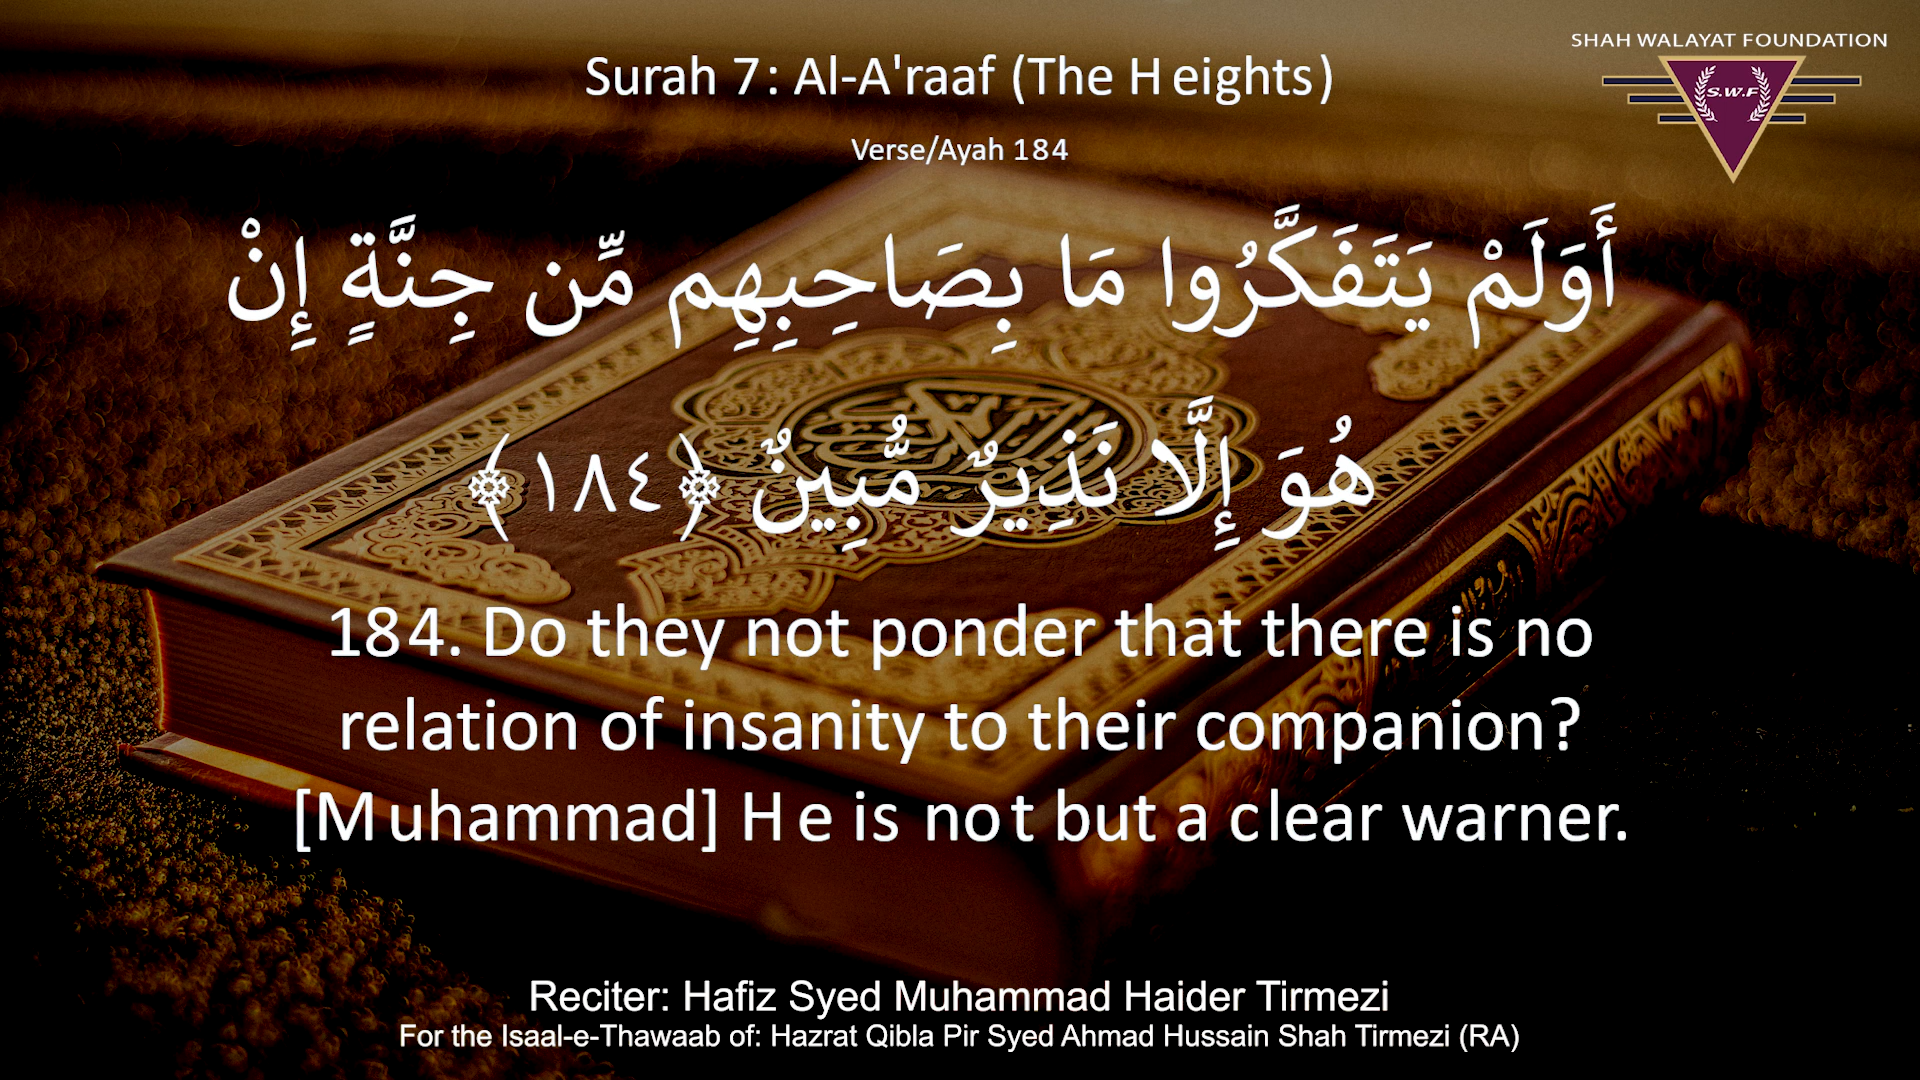 SHAH WALAYAT FOUNDATION
S.W.F
Surah 7: Al-A'raaf (The Heights)
Verse/Ayah 184
أَوَلَمْ يَتَفَكَّرُوا مَا بِصَاحِبِهِم مِّن جِنَّةٍ إِنْ
هُوَ إِلَّا نَذِيرٌ مُّبِينٌ ﴿١٨٤﴾
184. Do they not ponder that there is no
relation of insanity to their companion?
[Muhammad] He is not but a clear warner.
Reciter: Hafiz Syed Muhammad Haider Tirmezi
For the Isaal-e-Thawaab of: Hazrat Qibla Pir Syed Ahmad Hussain Shah Tirmezi (RA)